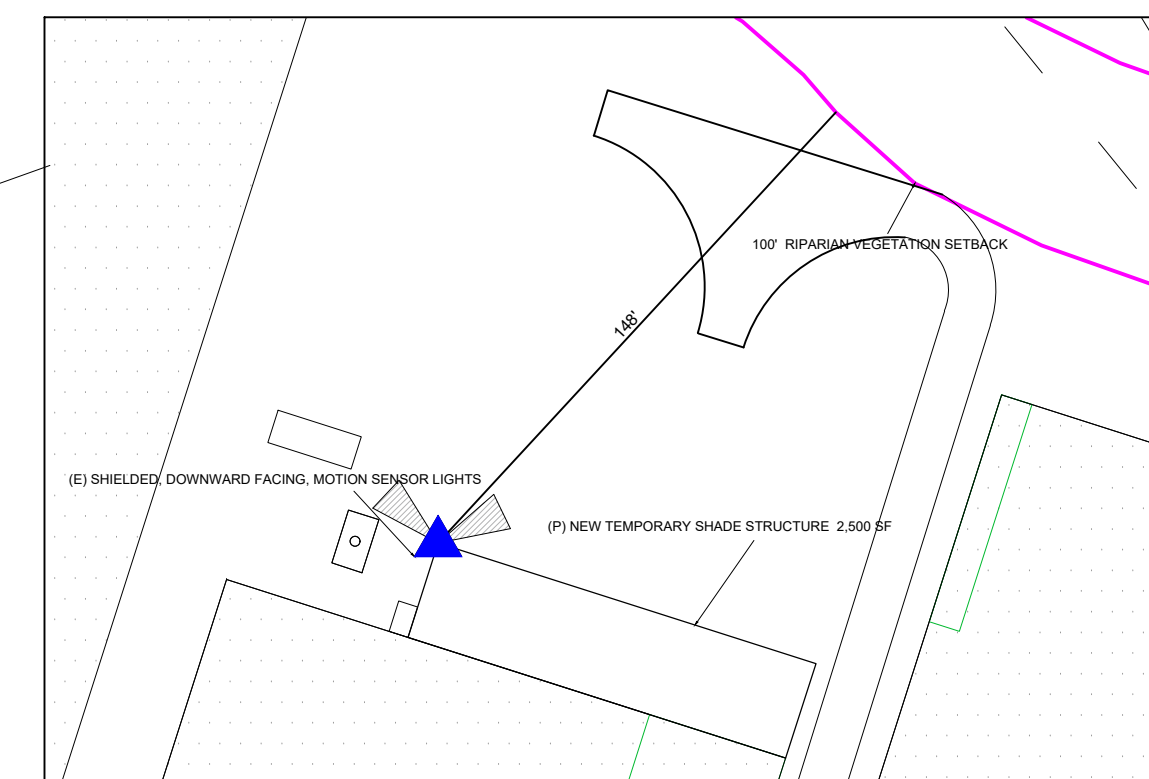 100' RIPARIAN VEGETATION SETBACK
148'
(E) SHIELDED, DOWNWARD FACING, MOTION SENSOR LIGHTS
(P) NEW TEMPORARY SHADE STRUCTURE 2,500 SF